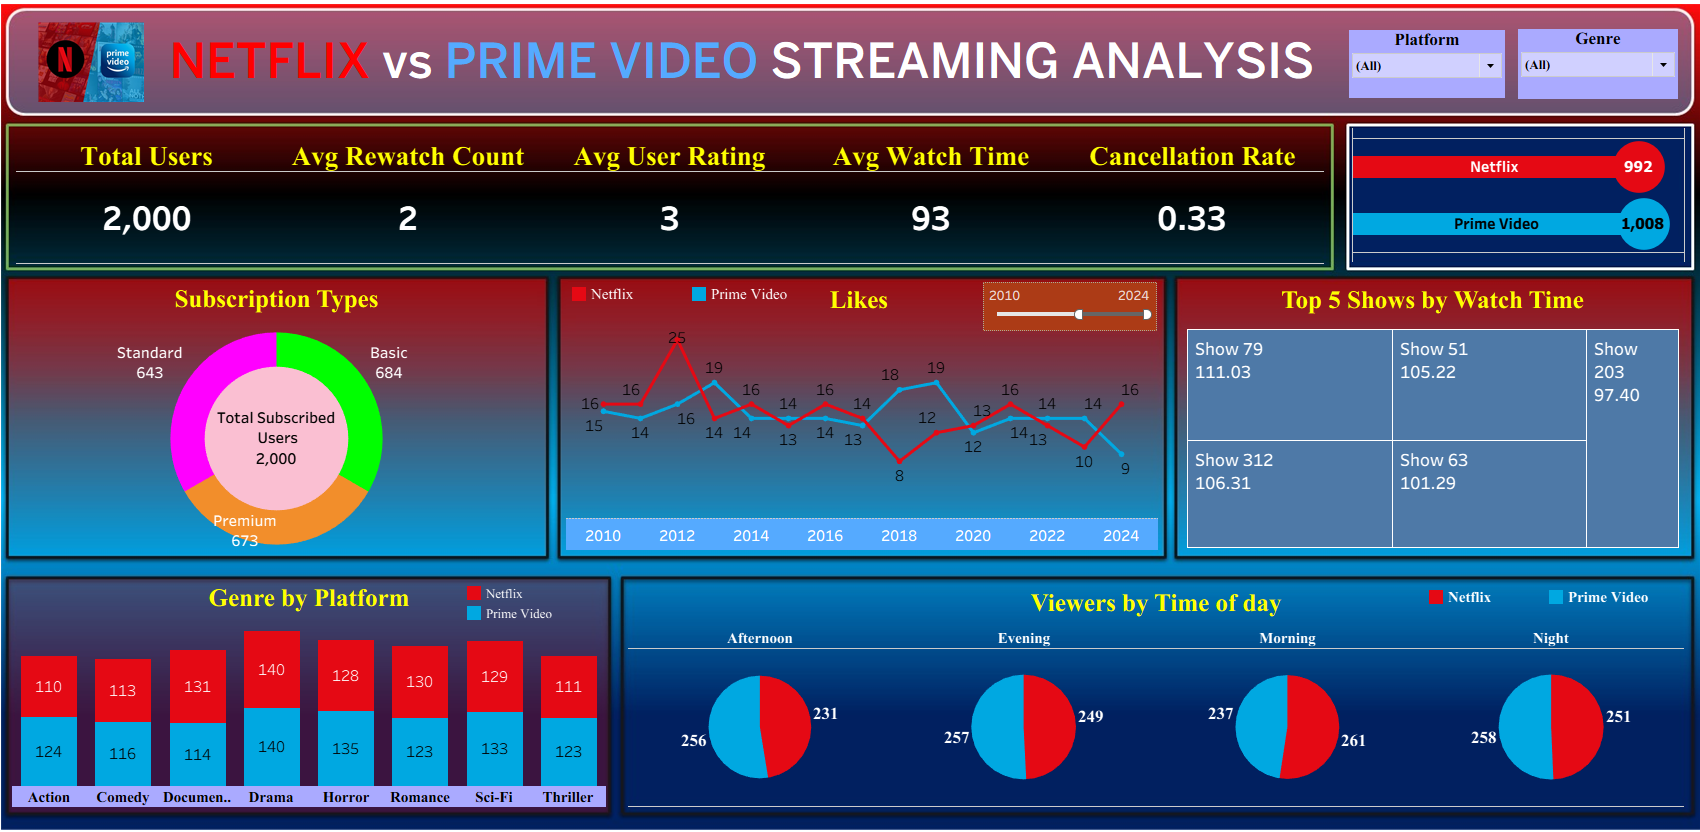 N
prime
video
NETFLIX vs PRIME VIDEO STREAMING ANALYSIS
Platform
(All)
Genre
(All)
Total Users Avg Rewatch Count Avg User Rating Avg Watch Time Cancellation Rate
2,000 2 3 93 0.33
Netflix 992
Prime Video 1,008
Subscription Types
Standard
643
Basic
684
Total Subscribed
Users
2,000
Premium
673
Netflix Prime Video
Likes
2010 2024
25
19 18 19
16 16 16 16 14 14 12 13 16 14 14 16
15 14 16 14 14 13 14 13 12 14 13
10 9
8
2010 2012 2014 2016 2018 2020 2022 2024
Top 5 Shows by Watch Time
Show 79
111.03
Show 51
105.22
Show
203
97.40
Show 312
106.31
Show 63
101.29
Genre by Platform
Netflix
Prime Video
110 113 131 140 128 130 129 111
124 116 114 140 135 123 133 123
Action Comedy Documen.. Drama Horror Romance Sci-Fi Thriller
Viewers by Time of day
Netflix Prime Video
Afternoon Evening Morning Night
256 231
257 249
237 261
258 251